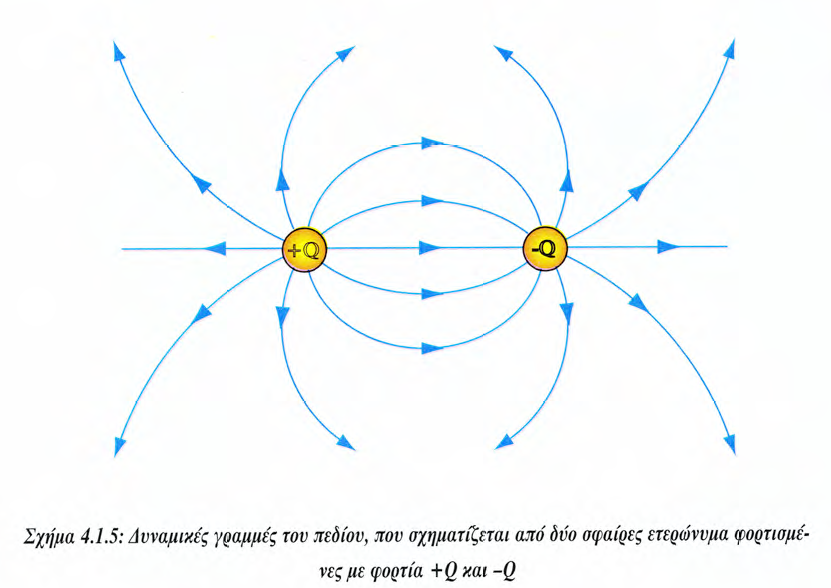 +Q
-Q
Σχήμα 4.1.5: Δυναμικές γραμμές του πεδίου, που σχηματίζεται από δύο σφαίρες ετερώνυμα φορτισμέ-
νες με φορτία +Q και –Q